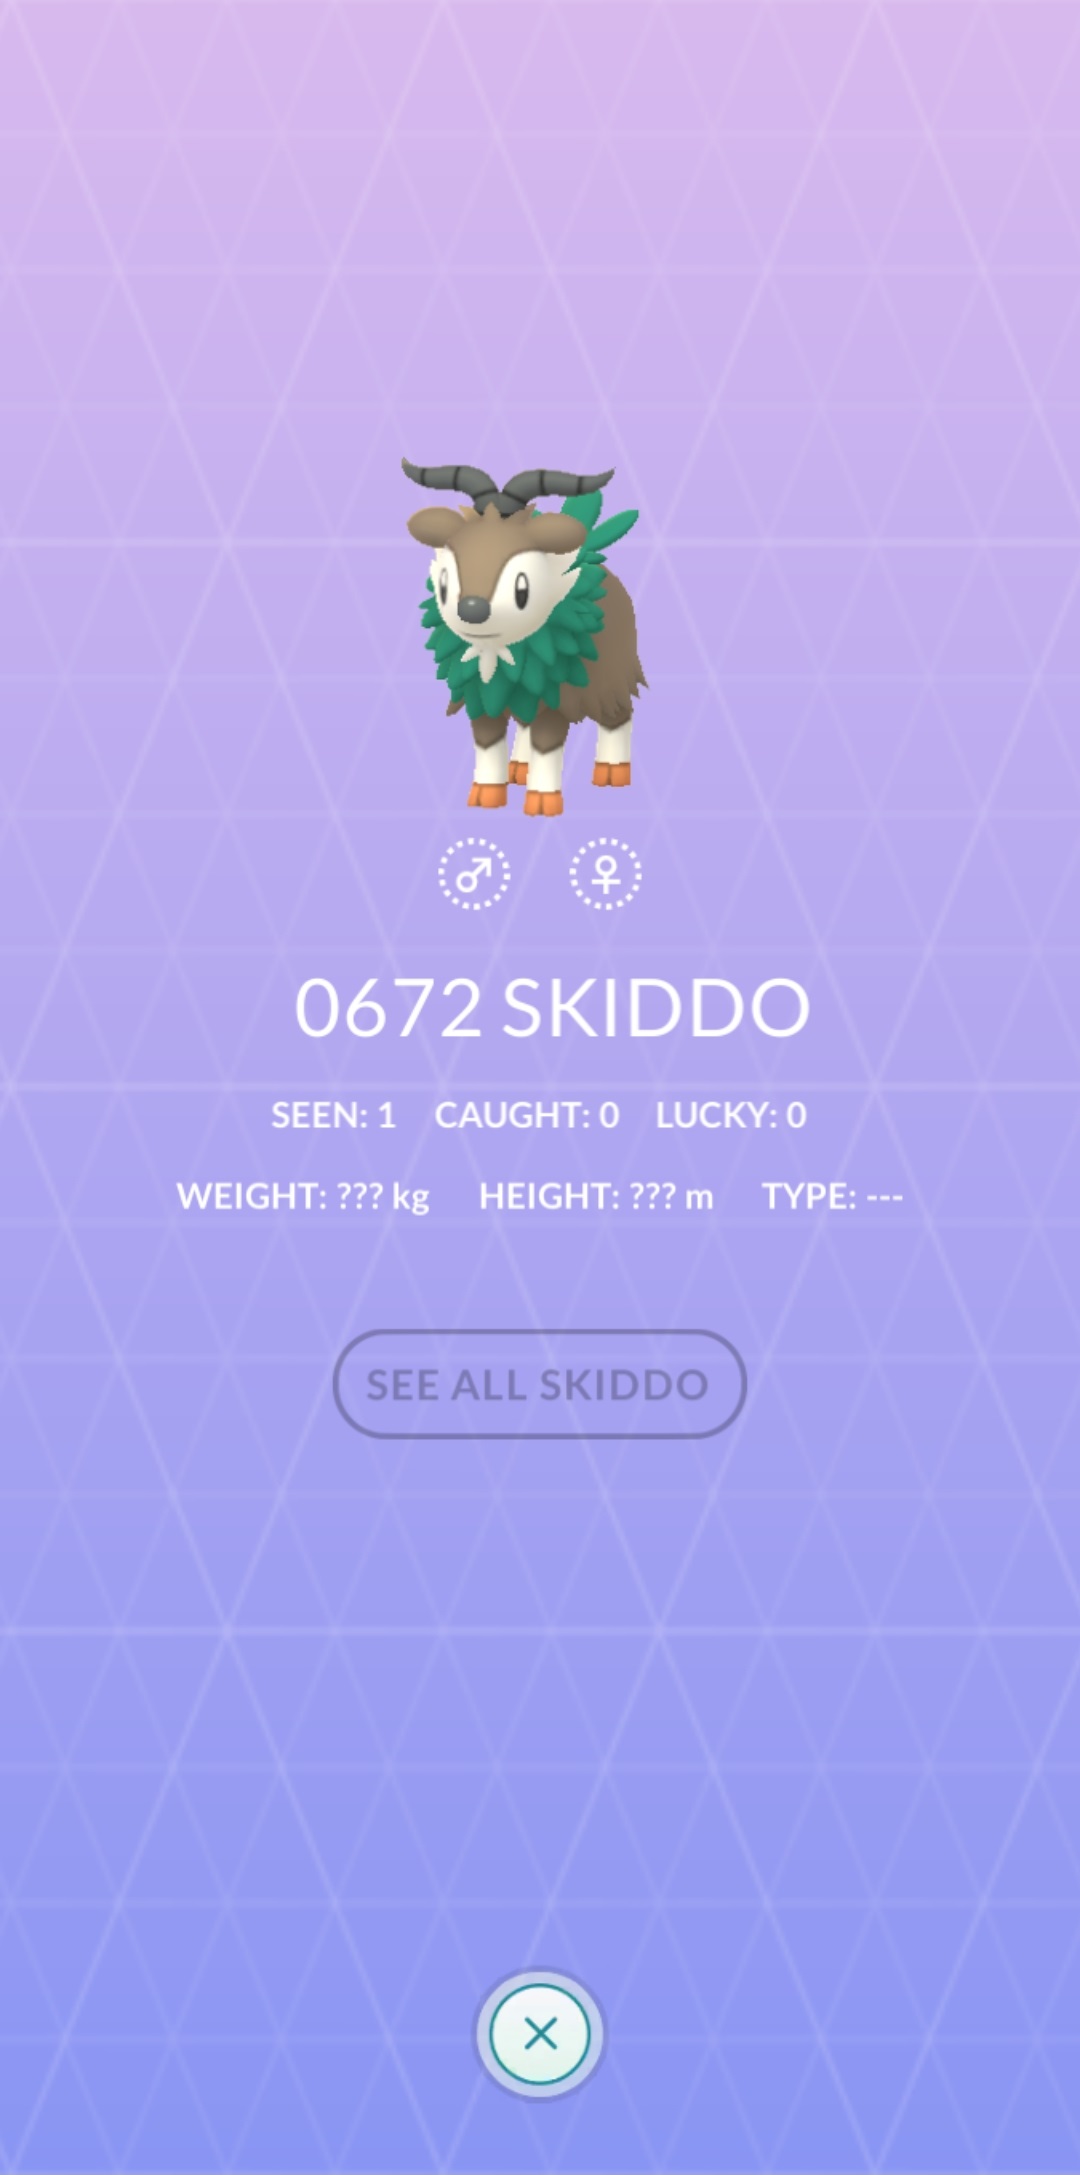 0672 SKIDDO
SEEN: 1 CAUGHT: 0 LUCKY: 0
WEIGHT: ??? kg HEIGHT: ??? m TYPE: ---
SEE ALL SKIDDO